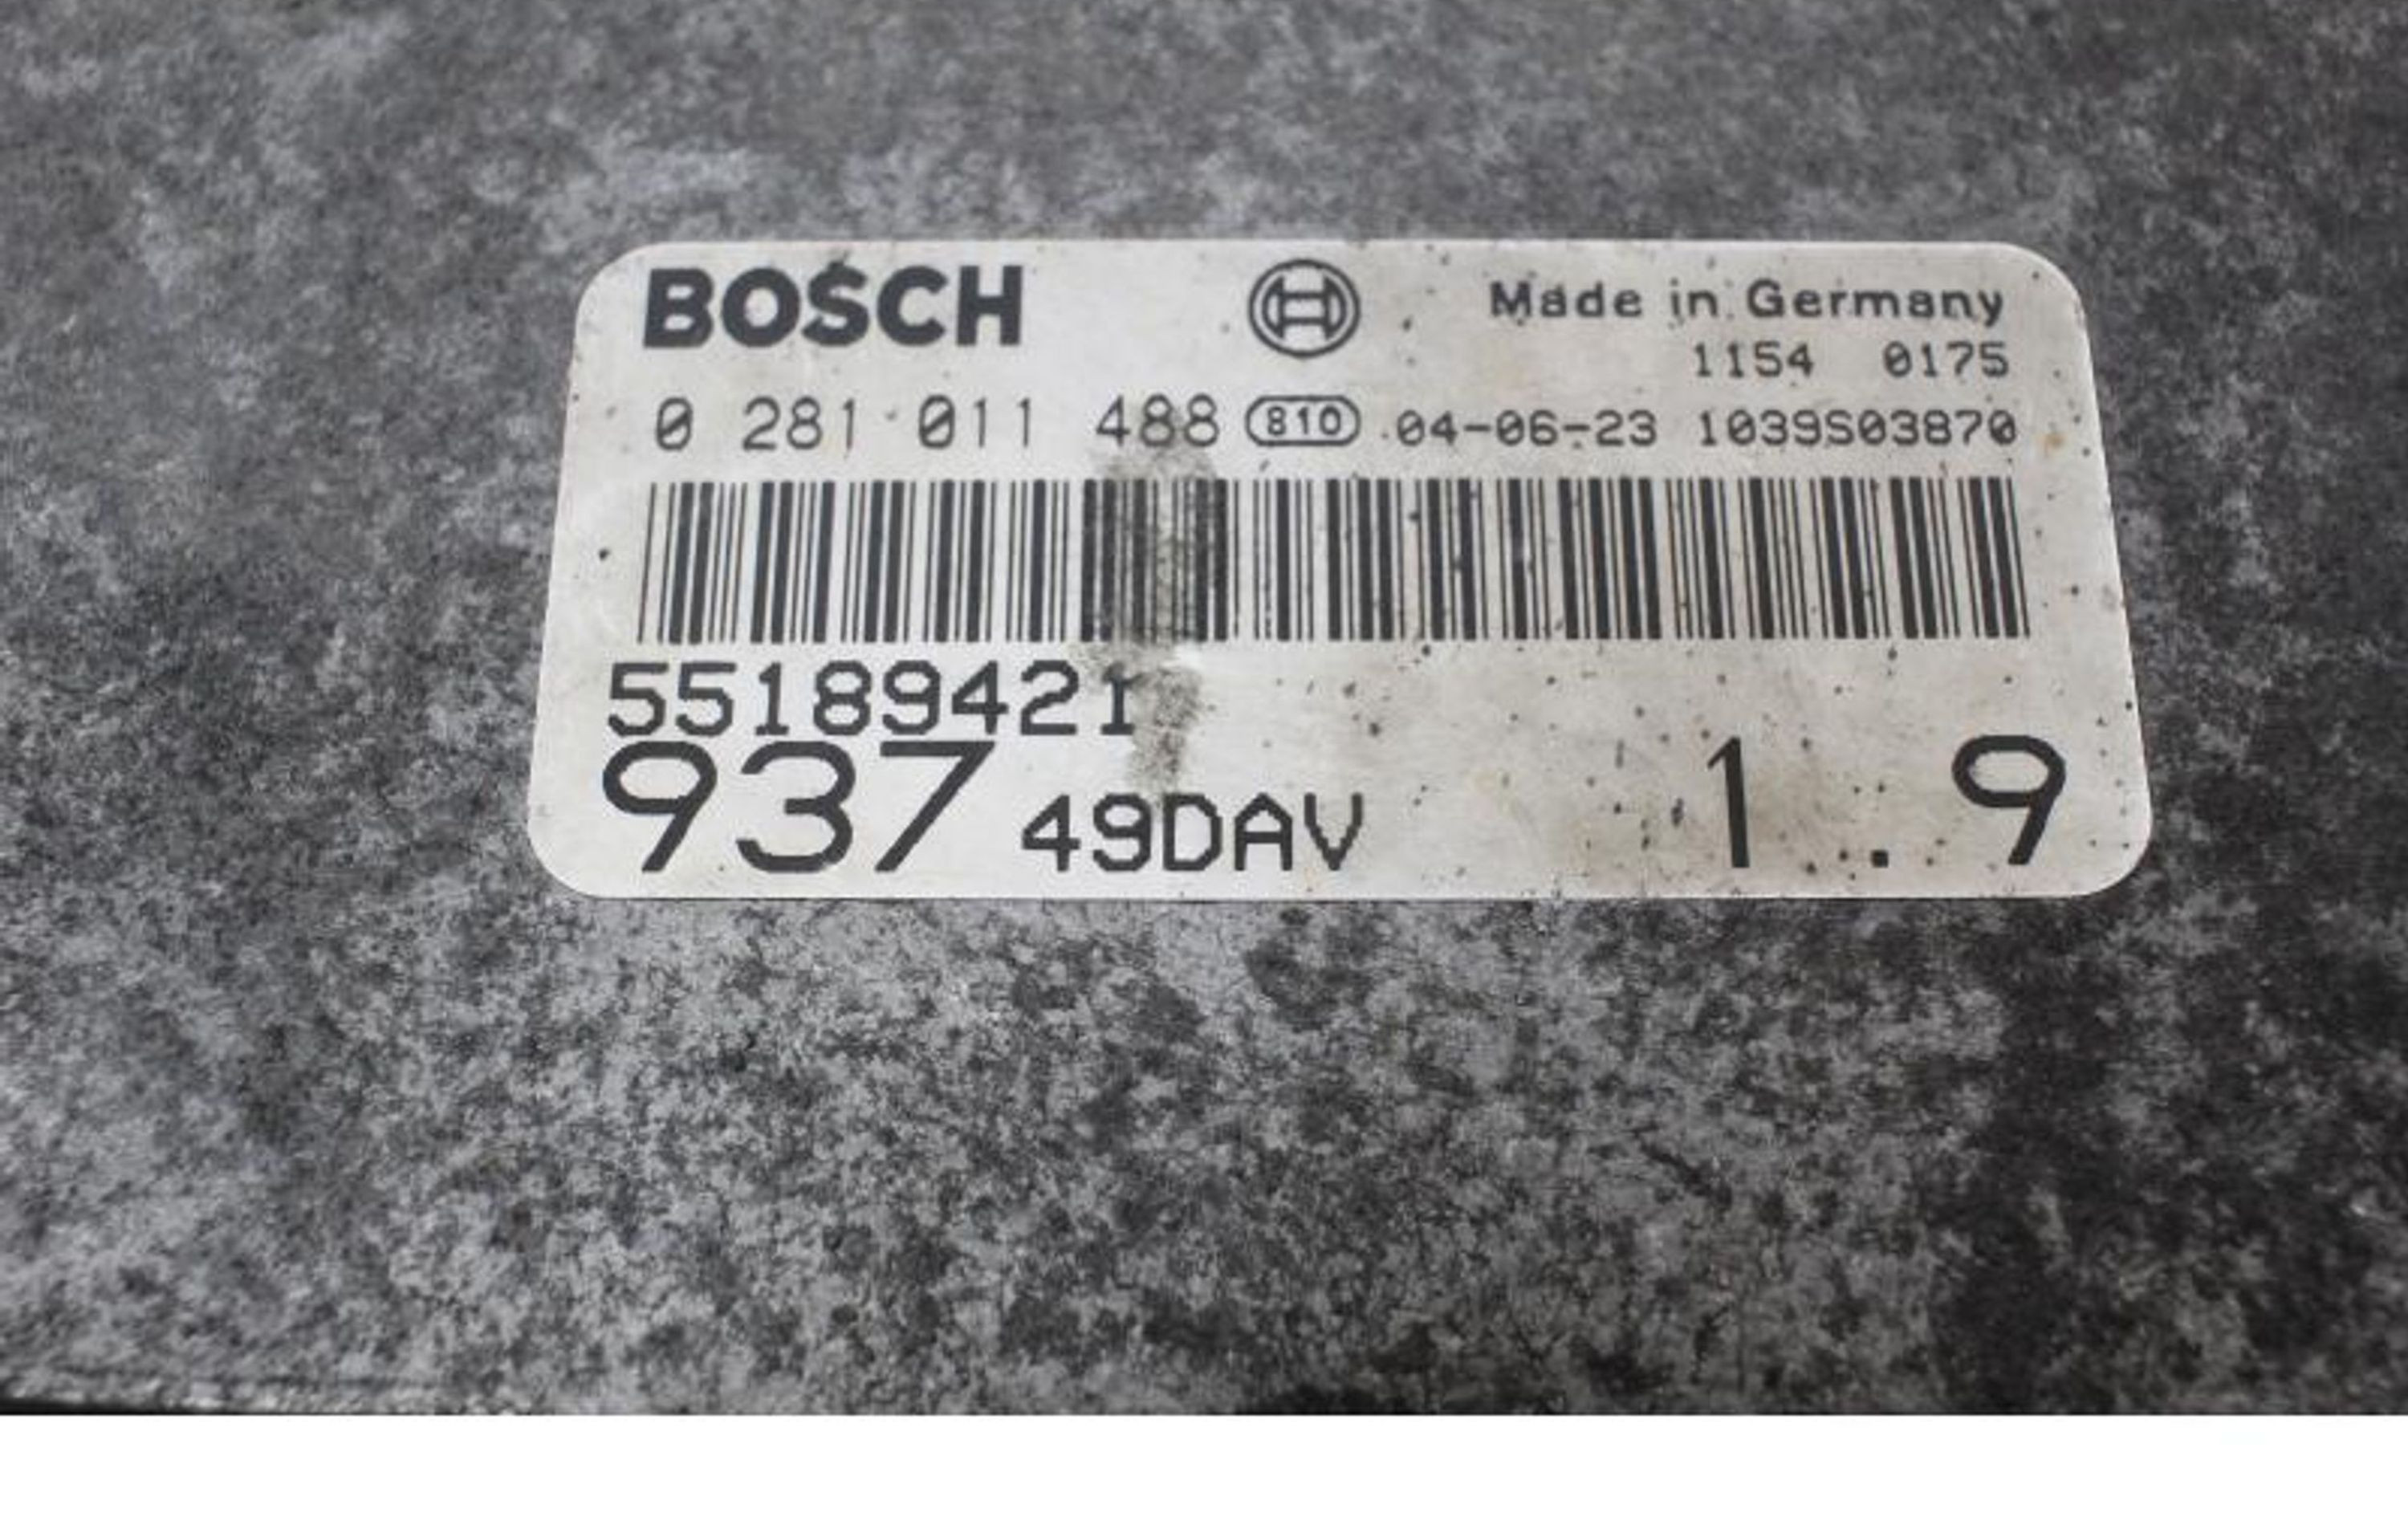 BOSCH Made in Germany
1154 0175
0 281 011 488 810 04-06-23 1039S03870
55189421
937 49DAV 1.9